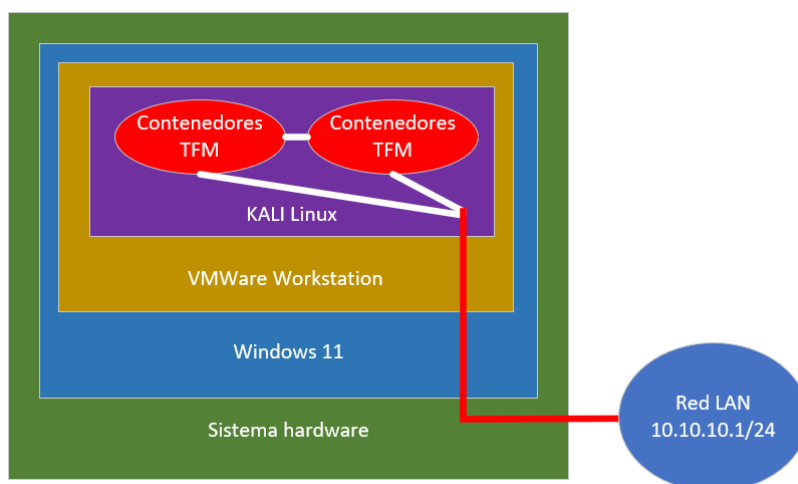 Contenedores
TFM
Contenedores
TFM
KALI Linux
VMWare Workstation
Windows 11
Sistema hardware
Red LAN
10.10.10.1/24